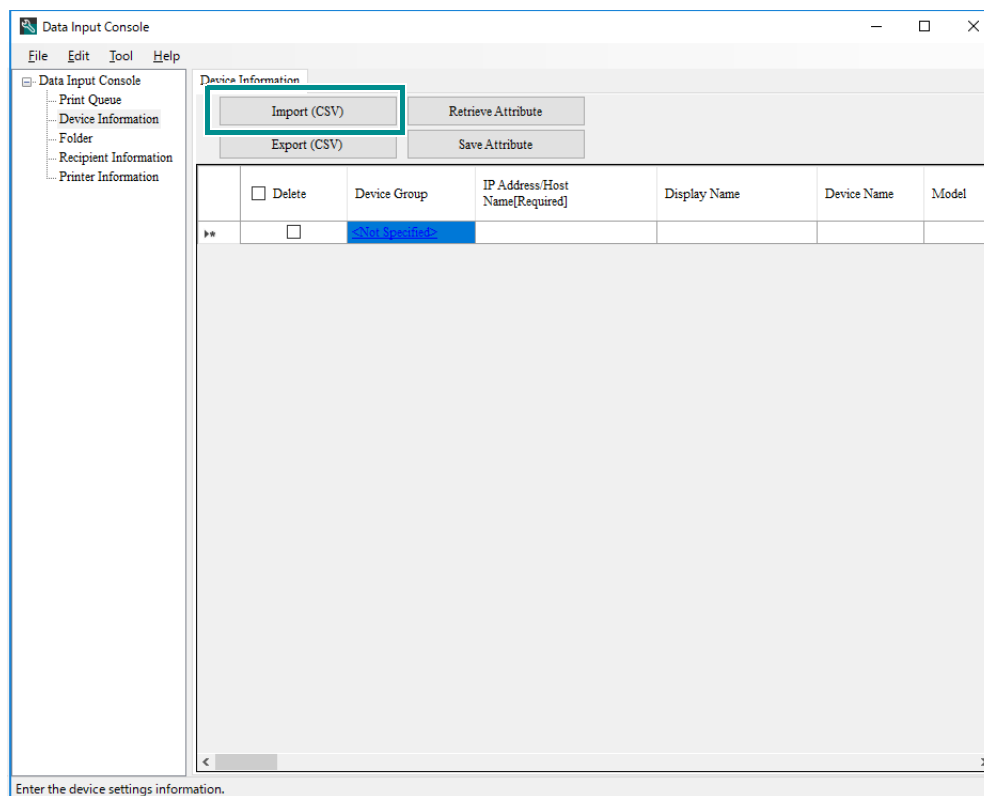 Data Input Console
File Edit Tool Help
Data Input Console
Print Queue
Device Information
Folder
Recipient Information
Printer Information
Device Information
Import (CSV) Retrieve Attribute
Export (CSV) Save Attribute
Delete Device Group IP Address/Host
Name[Required] Display Name Device Name Model
<Not Specified>
Enter the device settings information.